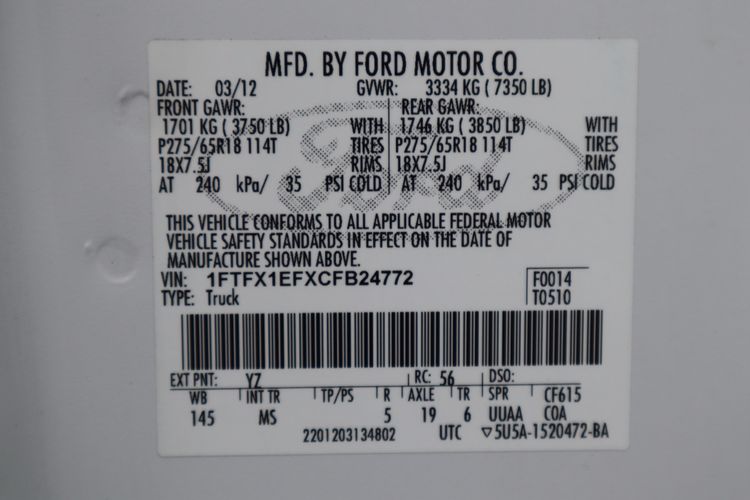 MFD. BY FORD MOTOR CO.
DATE: 03/12 GVWR: 3334 KG ( 7350 LB)
FRONT GAWR: REAR GAWR:
1701 KG ( 3750 LB) WITH 1746 KG ( 3850 LB) WITH
P275/65R18 114T TIRES P275/65R18 114T TIRES
18X7.5J RIMS 18X7.5J RIMS
AT 240 kPa/ 35 PSI COLD AT 240 kPa/ 35 PSI COLD
Ford
THIS VEHICLE CONFORMS TO ALL APPLICABLE FEDERAL MOTOR
VEHICLE SAFETY STANDARDS IN EFFECT ON THE DATE OF
MANUFACTURE SHOWN ABOVE.
VIN: 1FTFX1EFXCFB24772 F0014
TYPE: Truck T0510
EXT PNT: YZ RC: 56 DSO:
WB INT TR TP/PS R AXLE TR SPR CF615
145 MS 5 19 6 UUAA COA
2201203134802 UTC ▽5U5A-1520472-BA